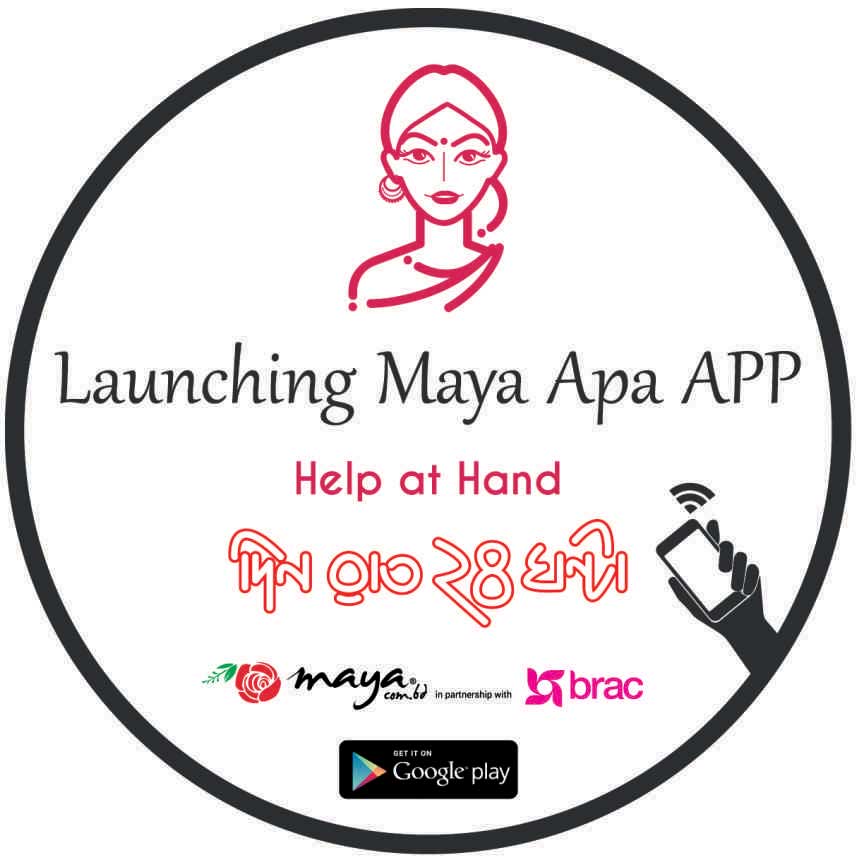 Launching Maya Apa APP
Help at Hand
দিন রাত ২৪ ঘন্টা
maya®
com.bd in partnership with brac
GET IT ON
Google play